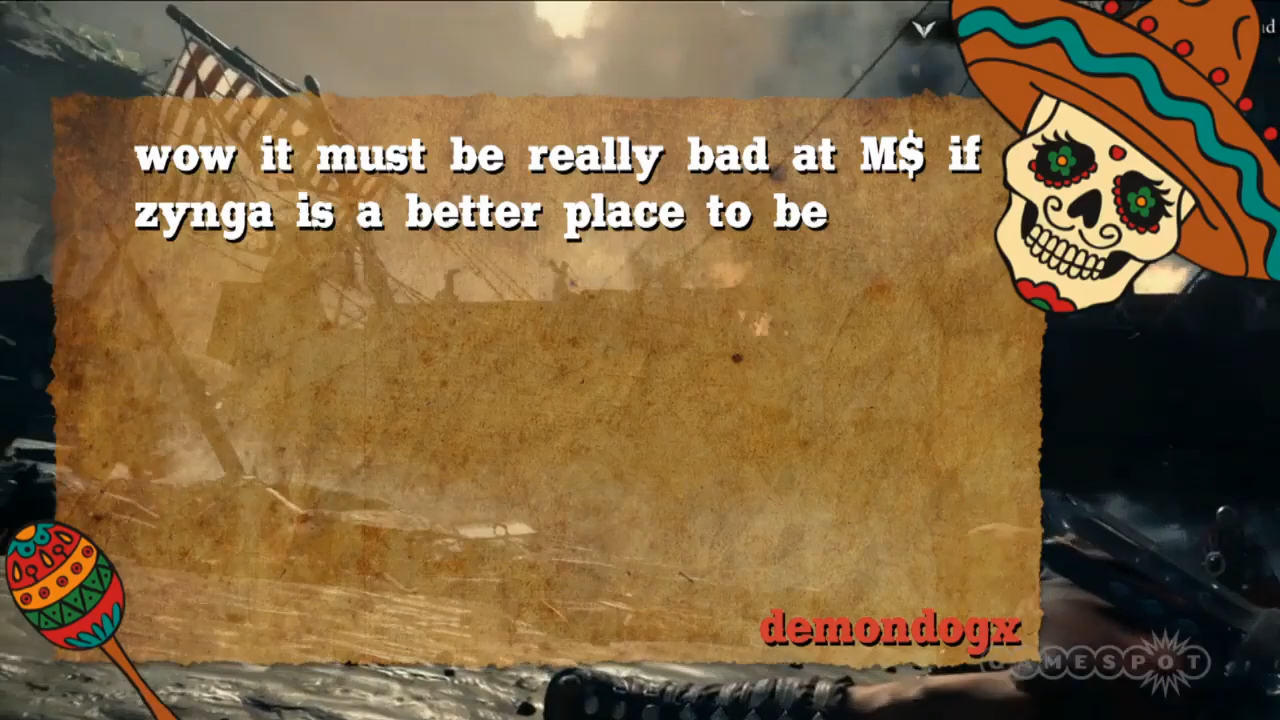 wow it must be really bad at M$ if
zynga is a better place to be
demondogx
GAMESPOT